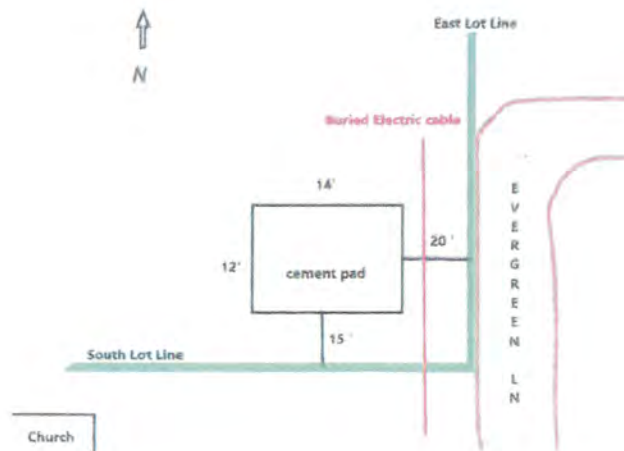 East Lot Line
N
Buried Electric cable
14'
20 '
12'
cement pad
15 '
South Lot Line
EVERGREEN LN
Church